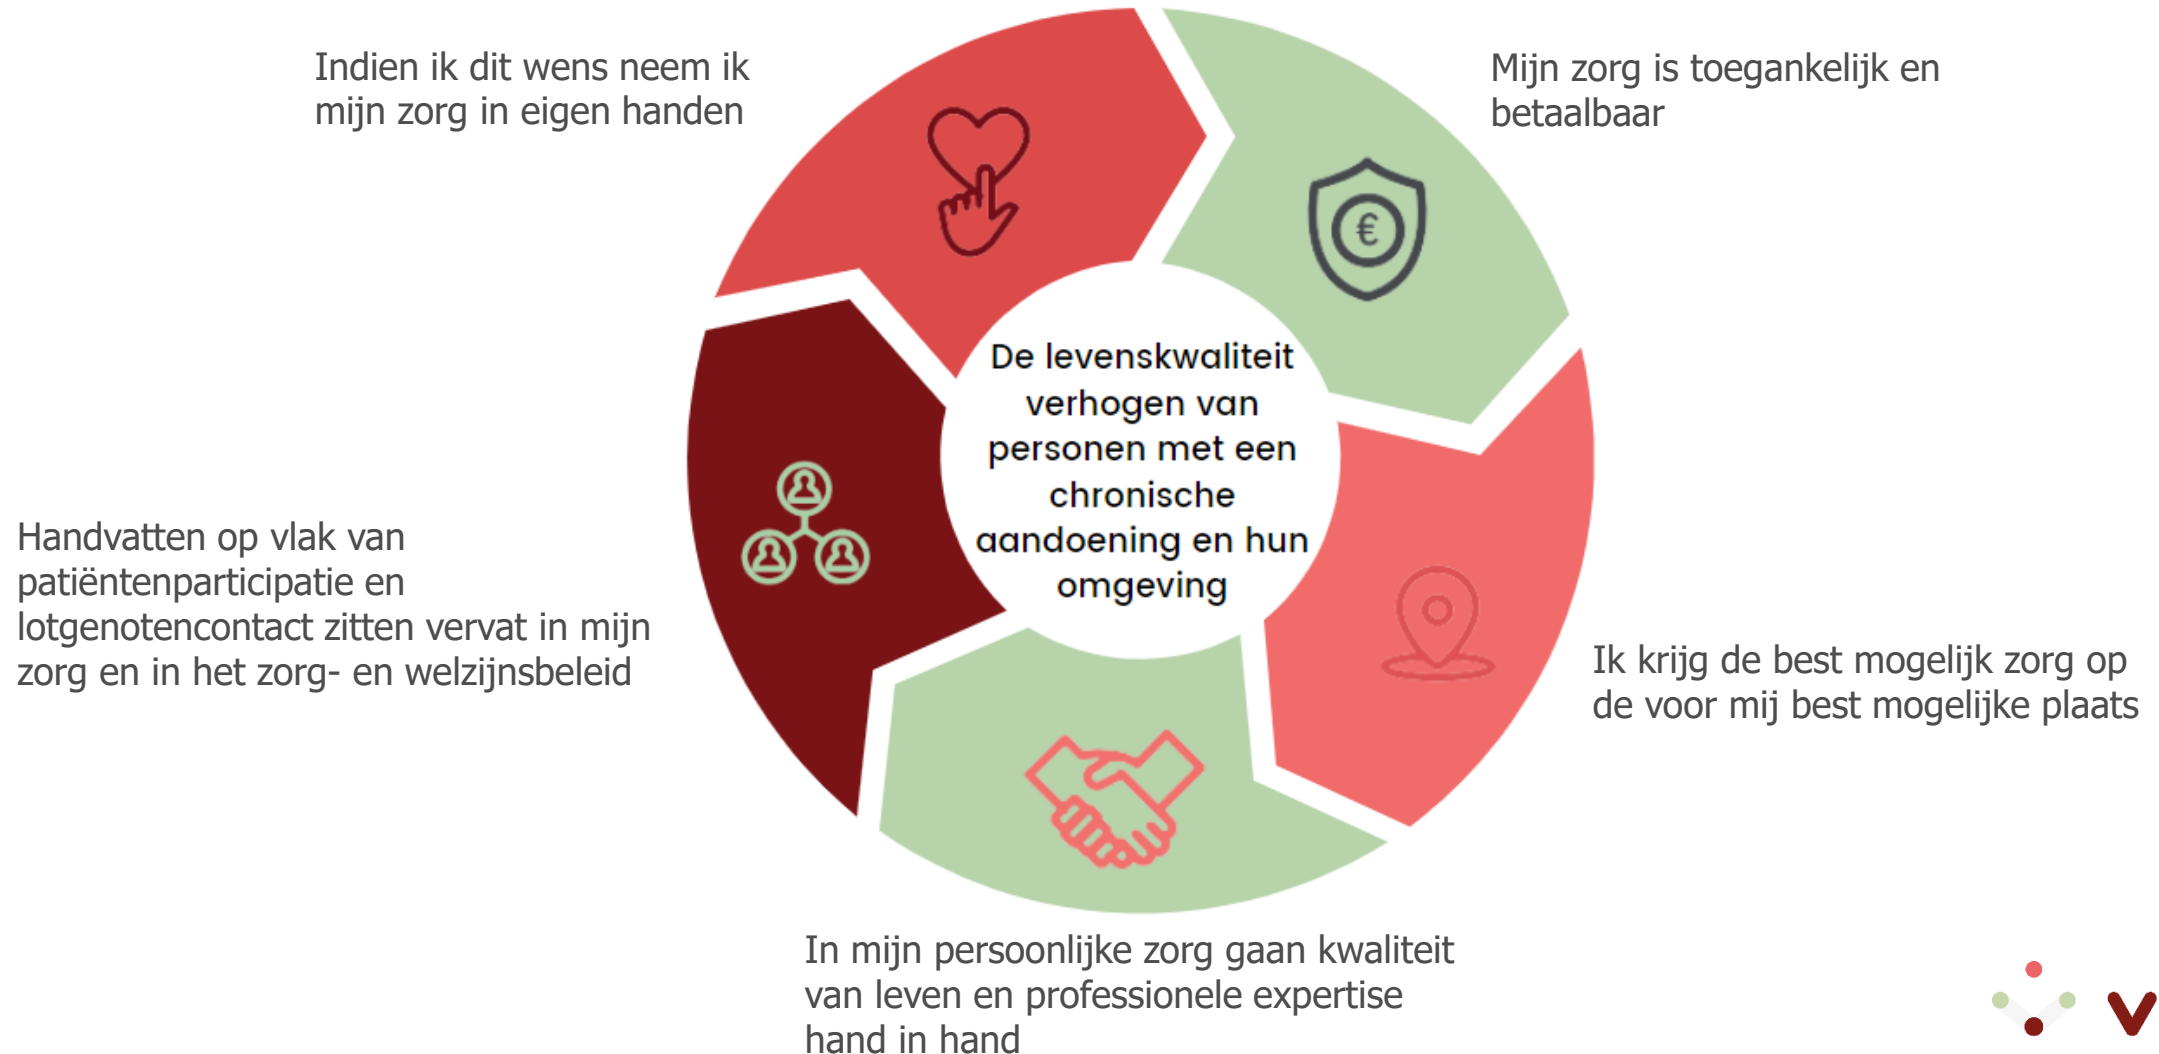 Indien ik dit wens neem ik
mijn zorg in eigen handen
Mijn zorg is toegankelijk en
betaalbaar
€
De levenskwaliteit
verhogen van
personen met een
chronische
aandoening en hun
omgeving
Handvatten op vlak van
patiëntenparticipatie en
lotgenotencontact zitten vervat in mijn
zorg en in het zorg- en welzijnsbeleid
Ik krijg de best mogelijk zorg op
de voor mij best mogelijke plaats
In mijn persoonlijke zorg gaan kwaliteit
van leven en professionele expertise
hand in hand